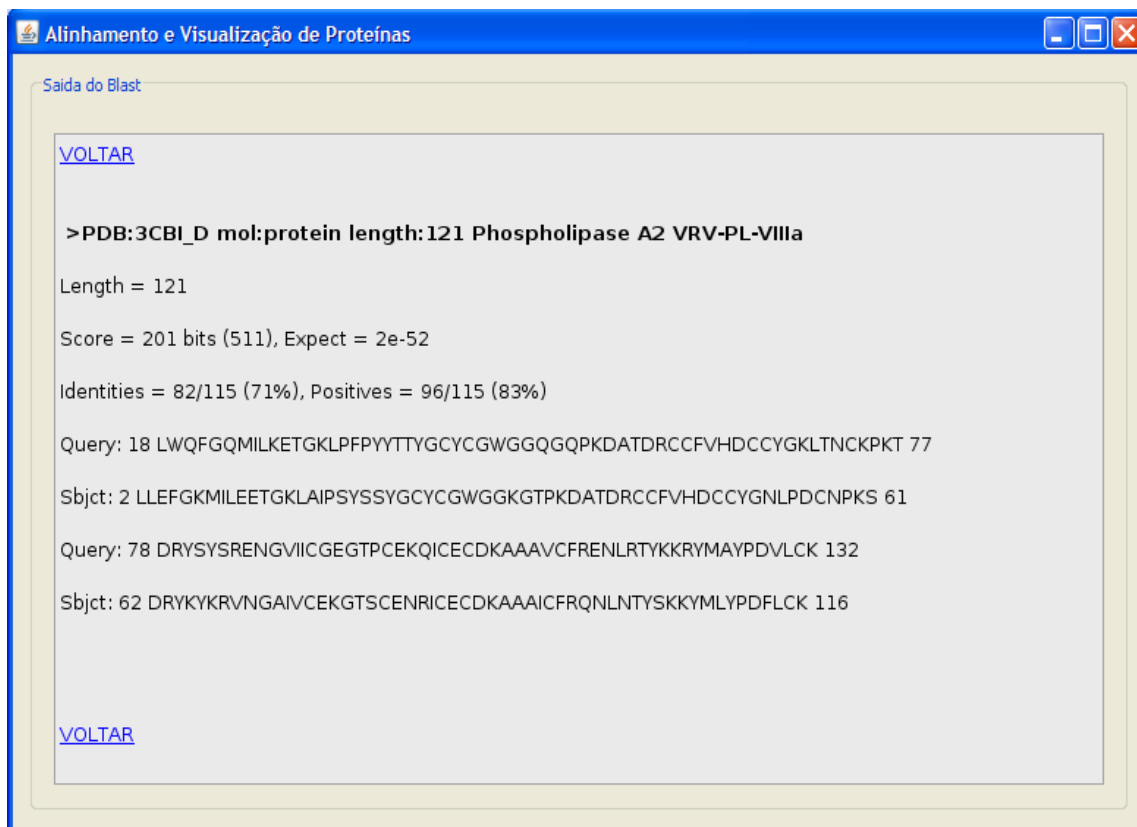 Alinhamento e Visualização de Proteínas
Saida do Blast
VOLTAR
>PDB:3CBI_D mol:protein length:121 Phospholipase A2 VRV-PL-VIIIa
Length = 121
Score = 201 bits (511), Expect = 2e-52
Identities = 82/115 (71%), Positives = 96/115 (83%)
Query: 18 LWQFGQMILKETGKLPFPYYTTYGCYCGWGGQGQPKDATDRCCFVHDCCYGKLTNCKPKT 77
Sbjct: 2 LLEFGKMILEETGKLAIPSYSSYGCYCGWGGKGTPKDATDRCCFVHDCCYGNLPDCNPKS 61
Query: 78 DRYSYSRENGVIICGEGTPCEKQICECDKAAAVCFRENLRTYKKRYMAYPDVLCK 132
Sbjct: 62 DRYKYKRVNGAIVCEKGTSCENRICECDKAAAICFRQNLNTYSKKYMLYPDFLCK 116
VOLTAR